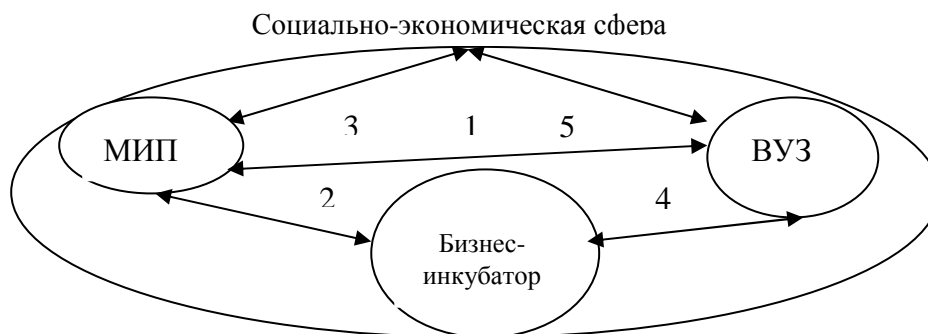 Социально-экономическая сфера
3 1 5
МИП
ВУЗ
2
4
Бизнес-
инкубатор